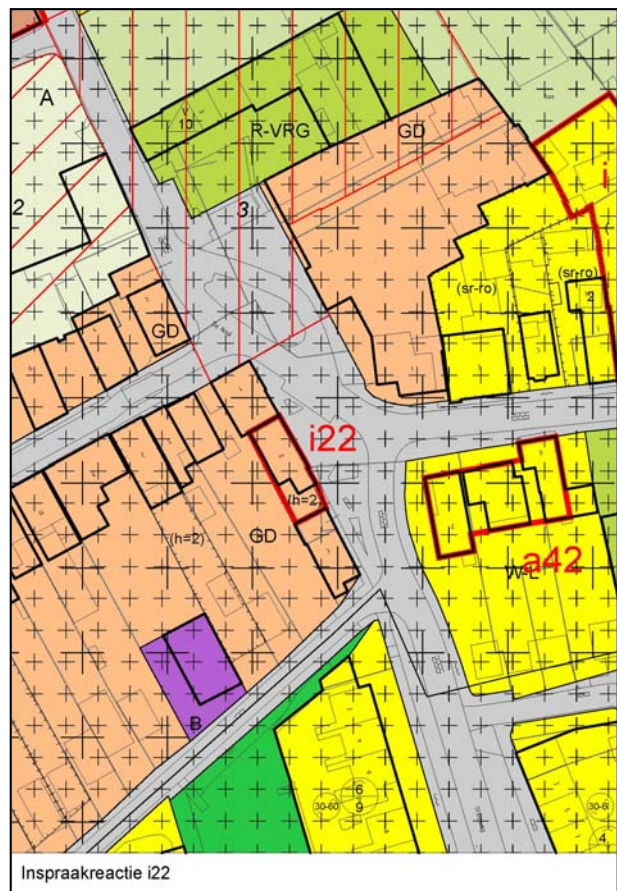 A
10
R-VRG
GD
i
2
3
(sr-ro)
(sr-ro)
2
GD
i22
(h=2)
(h=2)
GD
a42
W-L
B
6
9
30-60
30-60
4
Inspraakreactie i22